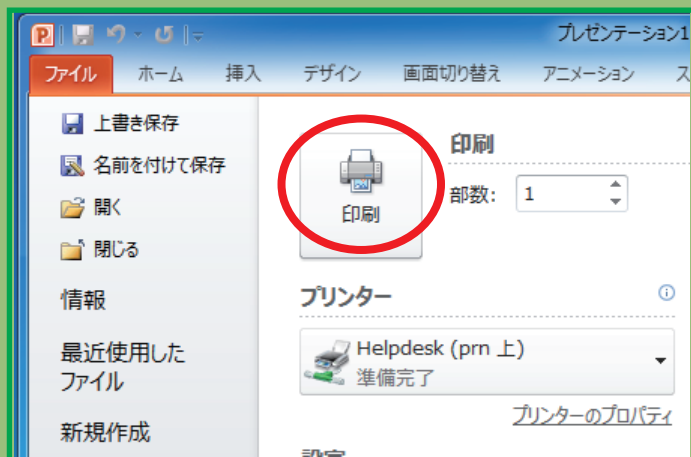 プレゼンテーション1
ファイル ホーム 挿入 デザイン 画面切り替え アニメーション ス
上書き保存
名前を付けて保存
開く
閉じる
情報
最近使用した
ファイル
新規作成
印刷
印刷
部数: 1
プリンター
Helpdesk (prn 上)
準備完了
プリンターのプロパティ
設定